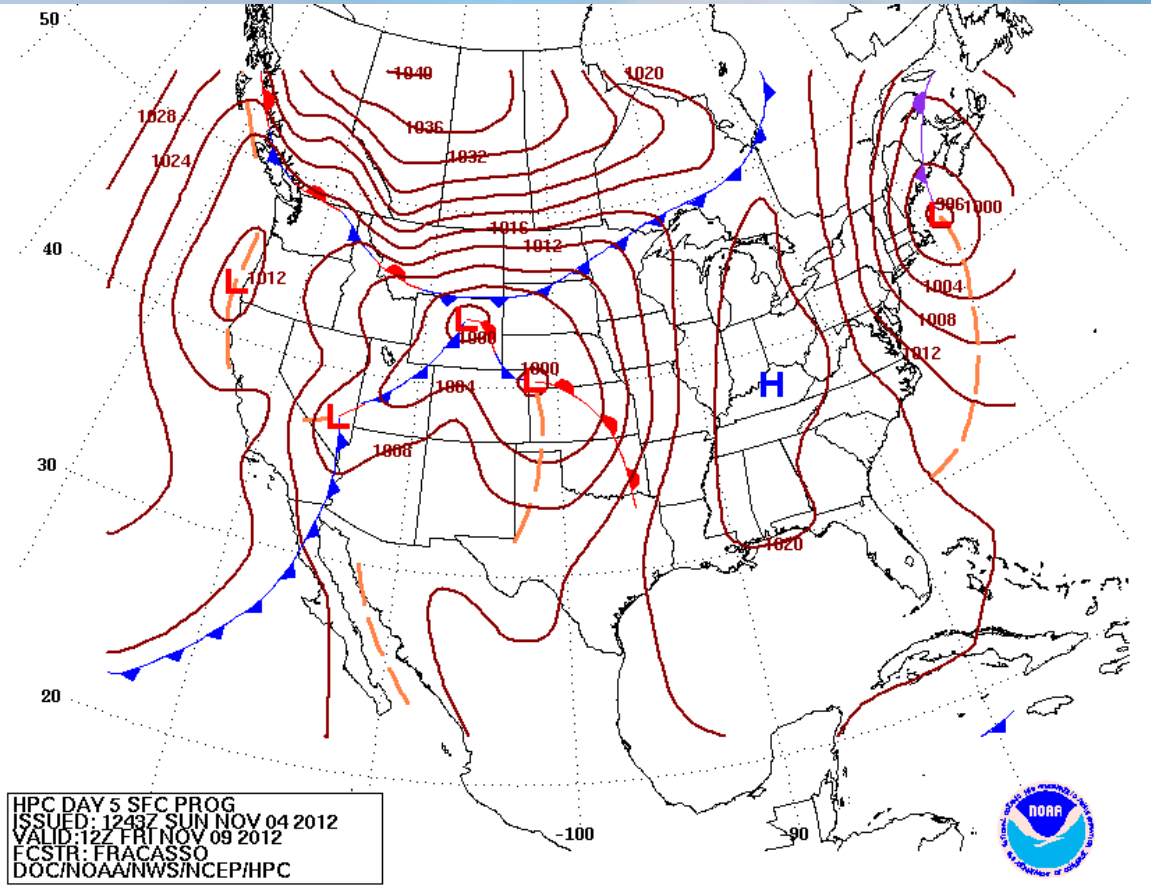 50
1040
1020
1028
1036
1024
1032
996 1000
1016
1012
40
1012
1004
1008
1000
1012
1000
1004
H
L
L
L
L
L
1008
30
1020
20
-100
-90
HPC DAY 5 SFC PROG
ISSUED: 1243Z SUN NOV 04 2012
VALID:12Z FRI NOV 09 2012
FCSTR: FRACASSO
DOC/NOAA/NWS/NCEP/HPC
NOAA